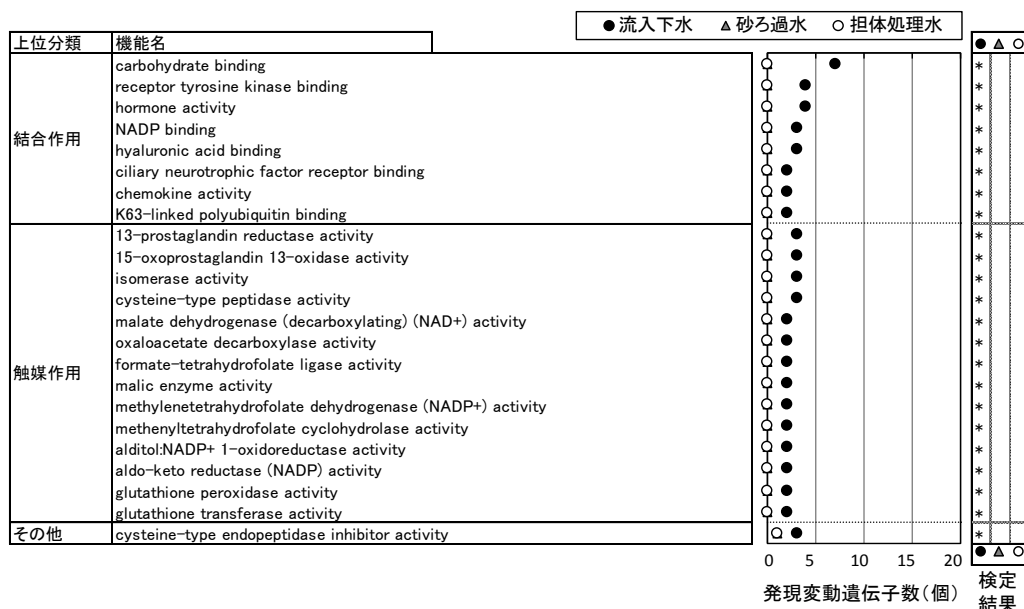 ●流入下水 ▲砂ろ過水 ○担体処理水
上位分類 機能名 ● ▲ ○
結合作用
carbohydrate binding *
receptor tyrosine kinase binding *
hormone activity *
NADP binding *
hyaluronic acid binding *
ciliary neurotrophic factor receptor binding *
chemokine activity *
K63-linked polyubiquitin binding *
触媒作用
13-prostaglandin reductase activity *
15-oxoprostaglandin 13-oxidase activity *
isomerase activity *
cysteine-type peptidase activity *
malate dehydrogenase (decarboxylating) (NAD+) activity *
oxaloacetate decarboxylase activity *
formate-tetrahydrofolate ligase activity *
malic enzyme activity *
methylenetetrahydrofolate dehydrogenase (NADP+) activity *
methenyltetrahydrofolate cyclohydrolase activity *
alditol:NADP+ 1-oxidoreductase activity *
aldo-keto reductase (NADP) activity *
glutathione peroxidase activity *
glutathione transferase activity *
その他 cysteine-type endopeptidase inhibitor activity *
● ▲ ○
0 5 10 15 20
発現変動遺伝子数(個)
検定
結果